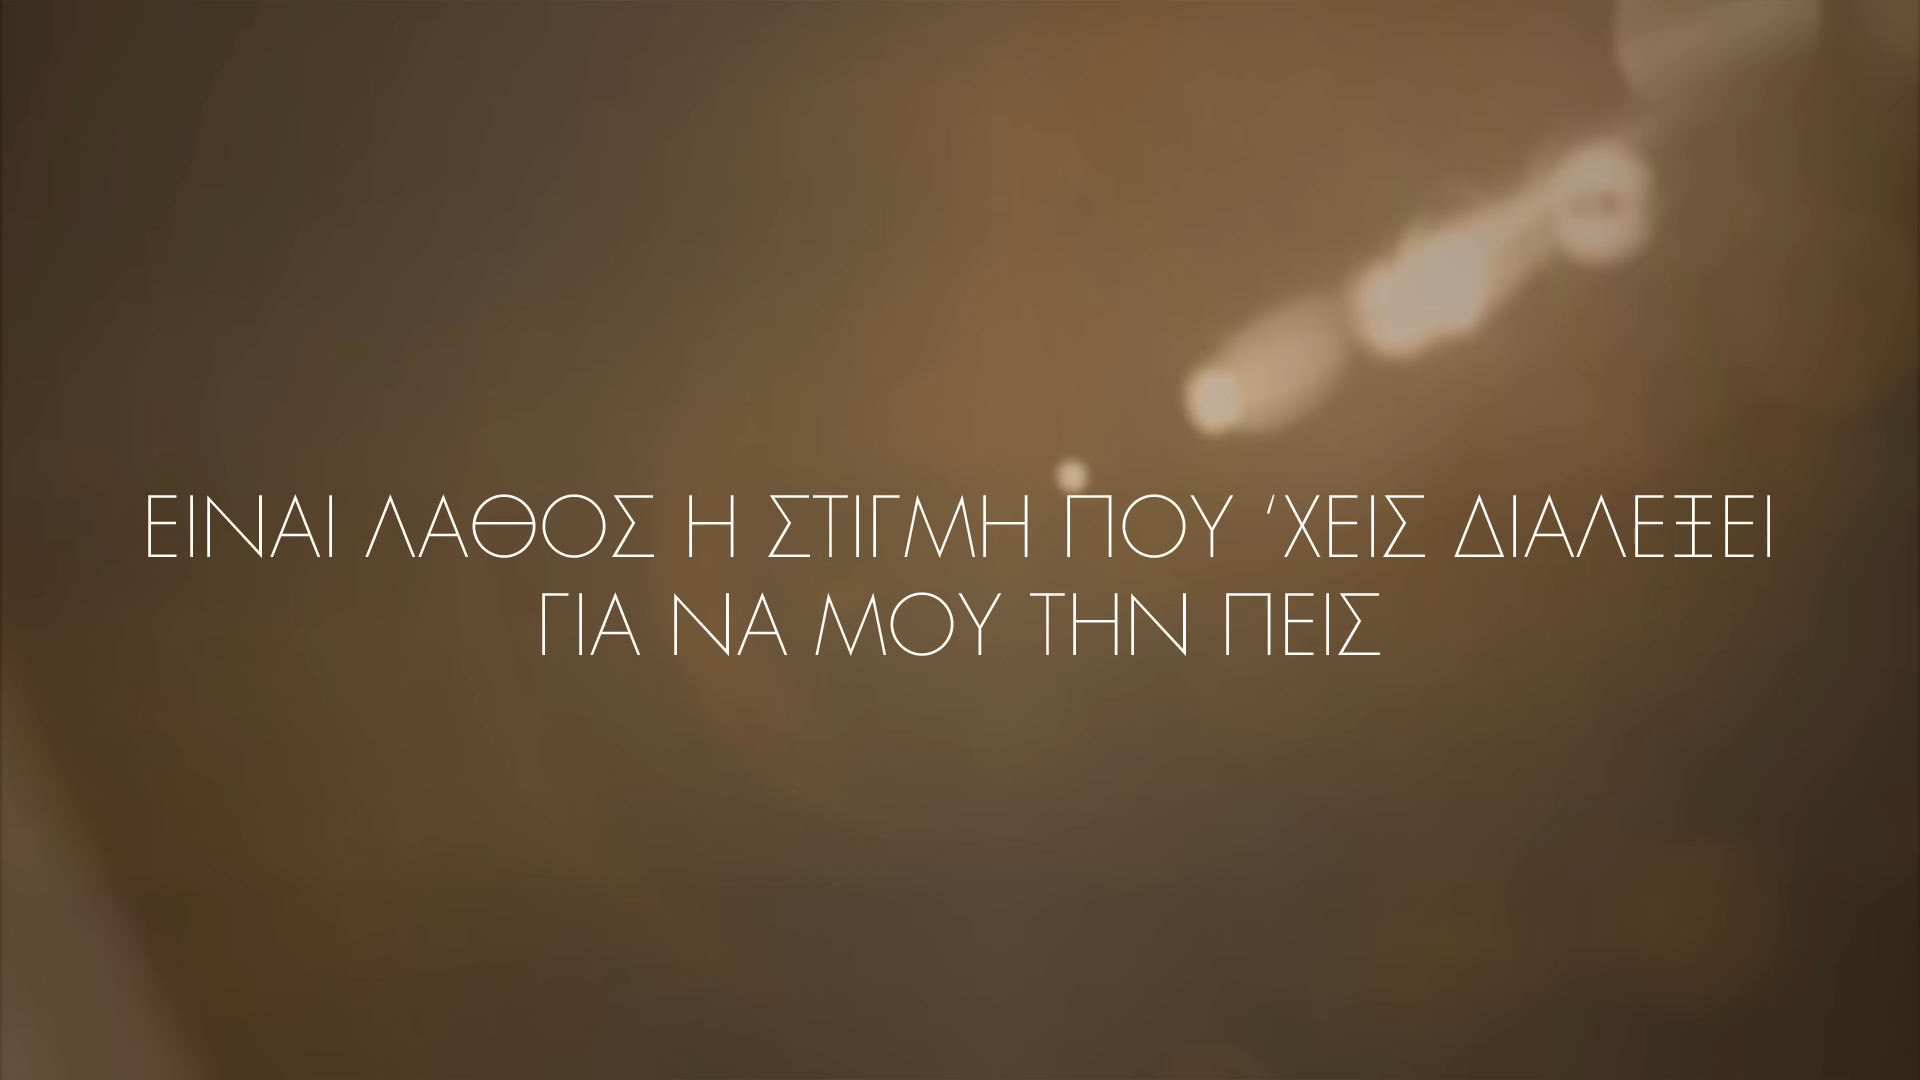 ΕΙΝΑΙ ΛΑΘΟΣ Η ΣΤΙΓΜΗ ΠΟΥ ‘ΧΕΙΣ ΔΙΑΛΕΞΕΙ
ΓΙΑ ΝΑ ΜΟΥ ΤΗΝ ΠΕΙΣ